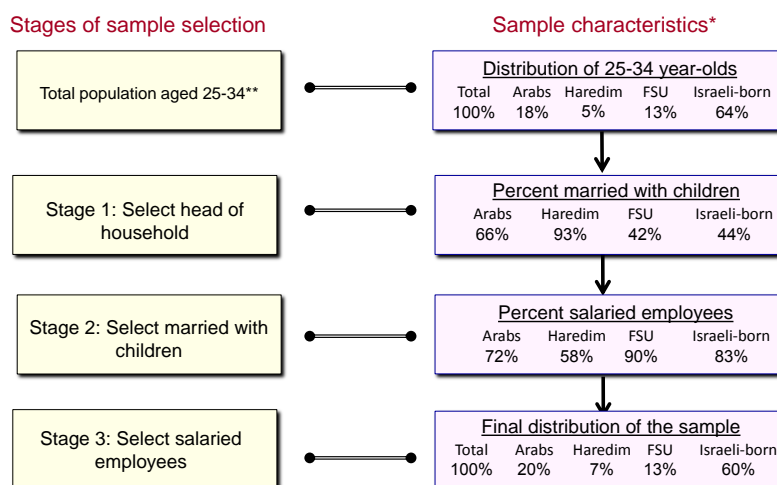 Stages of sample selection
Sample characteristics*
Total population aged 25-34**
Distribution of 25-34 year-olds
Total Arabs Haredim FSU Israeli-born
100% 18% 5% 13% 64%
Stage 1: Select head of
household
Percent married with children
Arabs Haredim FSU Israeli-born
66% 93% 42% 44%
Stage 2: Select married with
children
Percent salaried employees
Arabs Haredim FSU Israeli-born
72% 58% 90% 83%
Stage 3: Select salaried
employees
Final distribution of the sample
Total Arabs Haredim FSU Israeli-born
100% 20% 7% 13% 60%